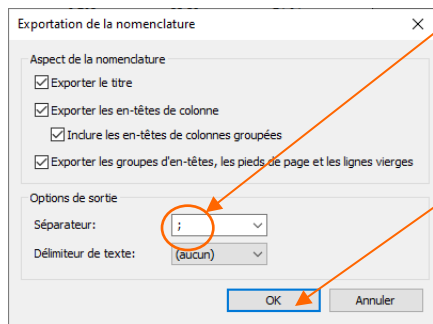 Exportation de la nomenclature
Aspect de la nomenclature
Exporter le titre
Exporter les en-têtes de colonne
Inclure les en-têtes de colonnes groupées
Exporter les groupes d'en-têtes, les pieds de page et les lignes vierges
Options de sortie
Séparateur: ;
Délimiteur de texte: (aucun)
OK Annuler